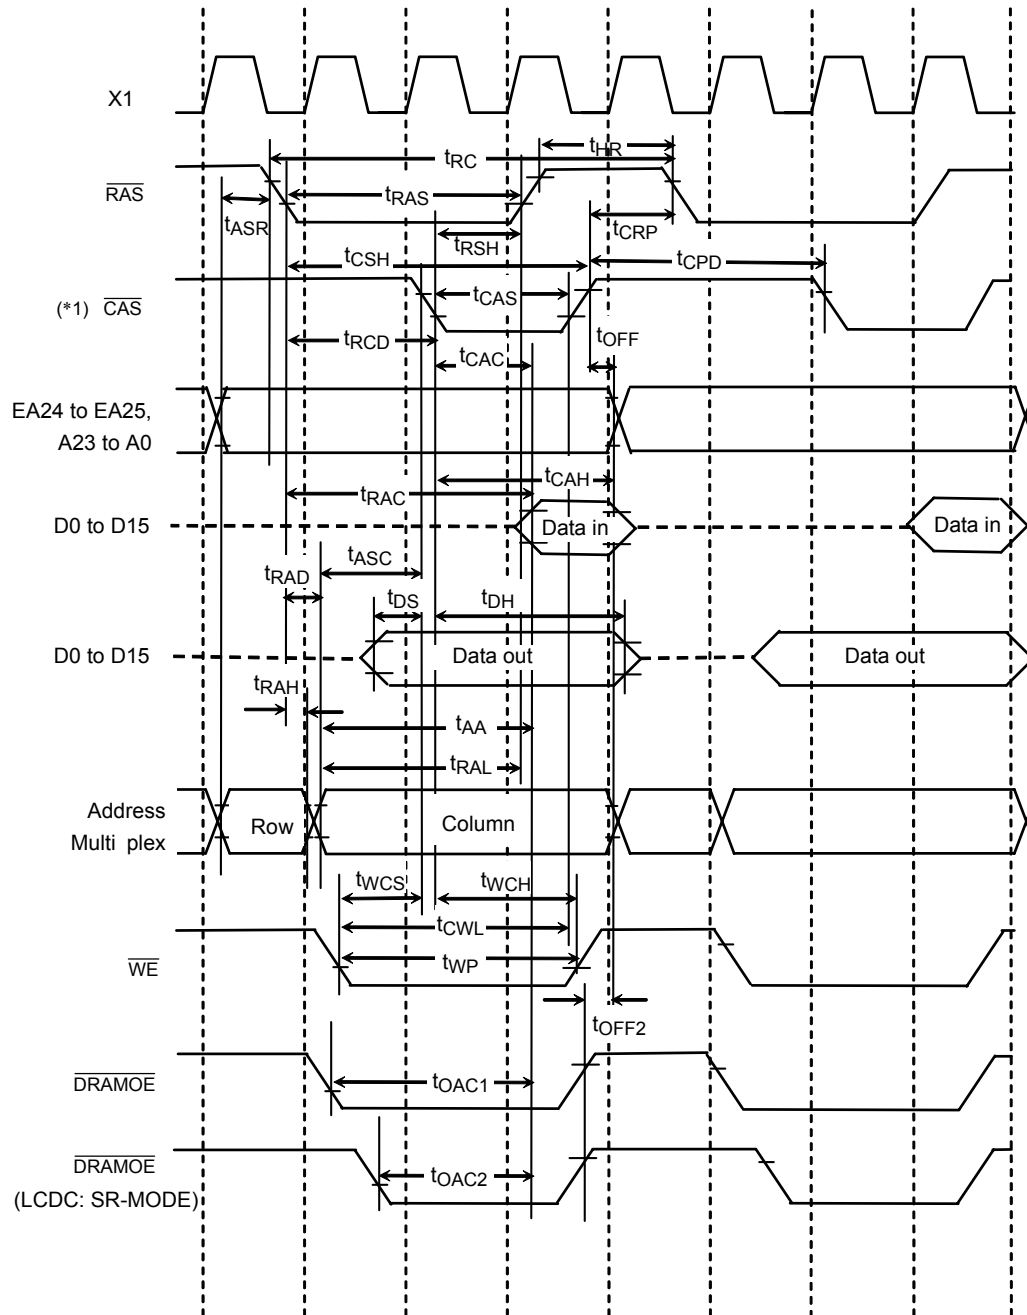 X1
tHR
tRC
RAS
tRAS
tASR
tCRP
tRSH
tCSH
tCPD
(*1) CAS
tCAS
tRCD
tOFF
tCAC
EA24 to EA25,
A23 to A0
tCAH
tRAC
D0 to D15
Data in
Data in
tASC
tRAD
tDS
tDH
D0 to D15
Data out
Data out
tRAH
tAA
tRAL
Address
Multi plex
Row
Column
tWCS
tWCH
tCWL
WE
tWP
tOFF2
DRAMOE
tOAC1
DRAMOE
(LCDC: SR-MODE)
tOAC2